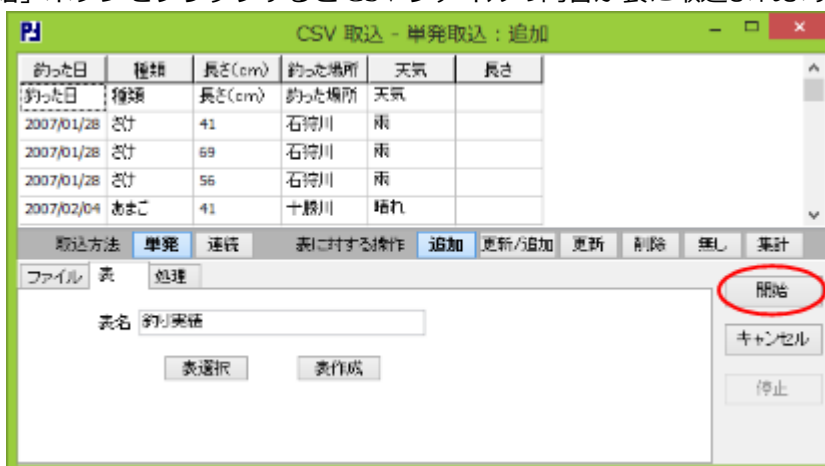 CSV 取込 - 単発取込 : 追加
釣った日 種類 長さ(cm) 釣った場所 天気 長さ
釣った日 種類 長さ(cm) 釣った場所 天気
2007/01/28 さけ 41 石狩川 雨
2007/01/28 さけ 69 石狩川 雨
2007/01/28 さけ 56 石狩川 雨
2007/02/04 あまご 41 十勝川 晴れ
取込方法 単発 連続 表に対する操作 追加 更新/追加 更新 削除 無し 集計
ファイル 表 処理
開始
表名 釣り実績
キャンセル
表選択 表作成
停止